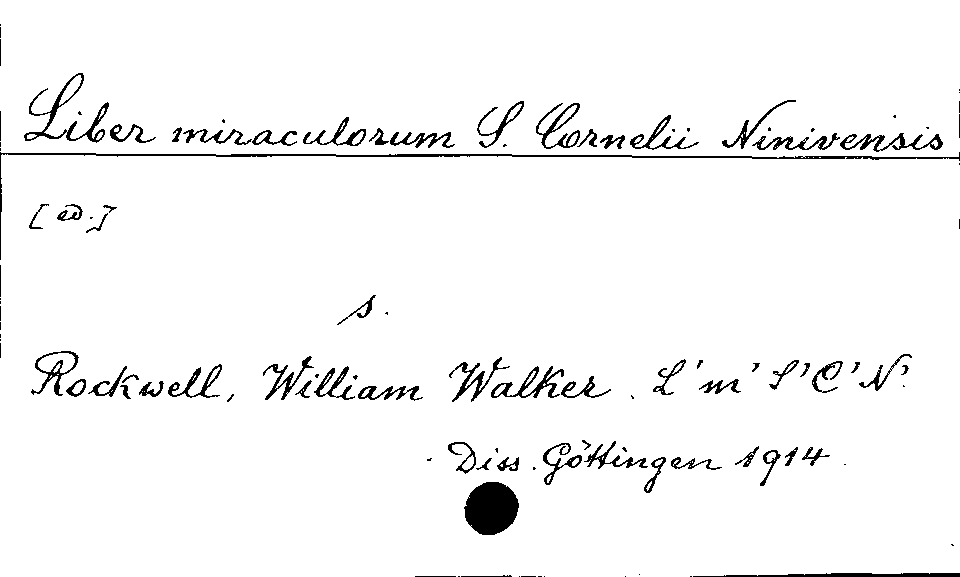 Liber miraculorum S. Cornelii Ninivensis
[ed.]
s.
Rockwell, William Walker. L' m' S' C' N'.
Diss. Göttingen 1914.